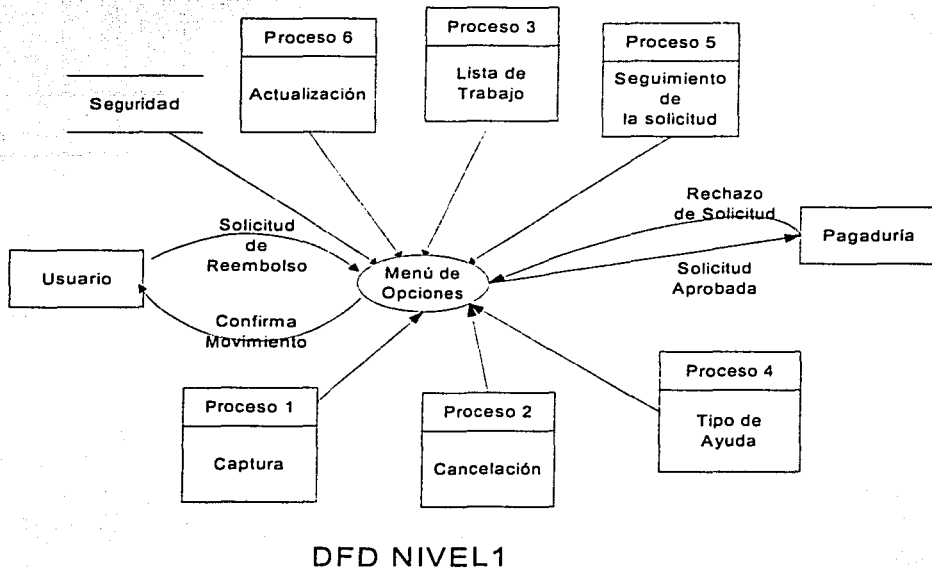 Proceso 6
Actualización
Proceso 3
Lista de
Trabajo
Proceso 5
Seguimiento
de
la solicitud
Seguridad
Solicitud
de
Reembolso
Usuario
Confirma
Movimiento
Menú de
Opciones
Rechazo
de Solicitud
Pagaduría
Solicitud
Aprobada
Proceso 1
Captura
Proceso 2
Cancelación
Proceso 4
Tipo de
Ayuda
DFD NIVEL1